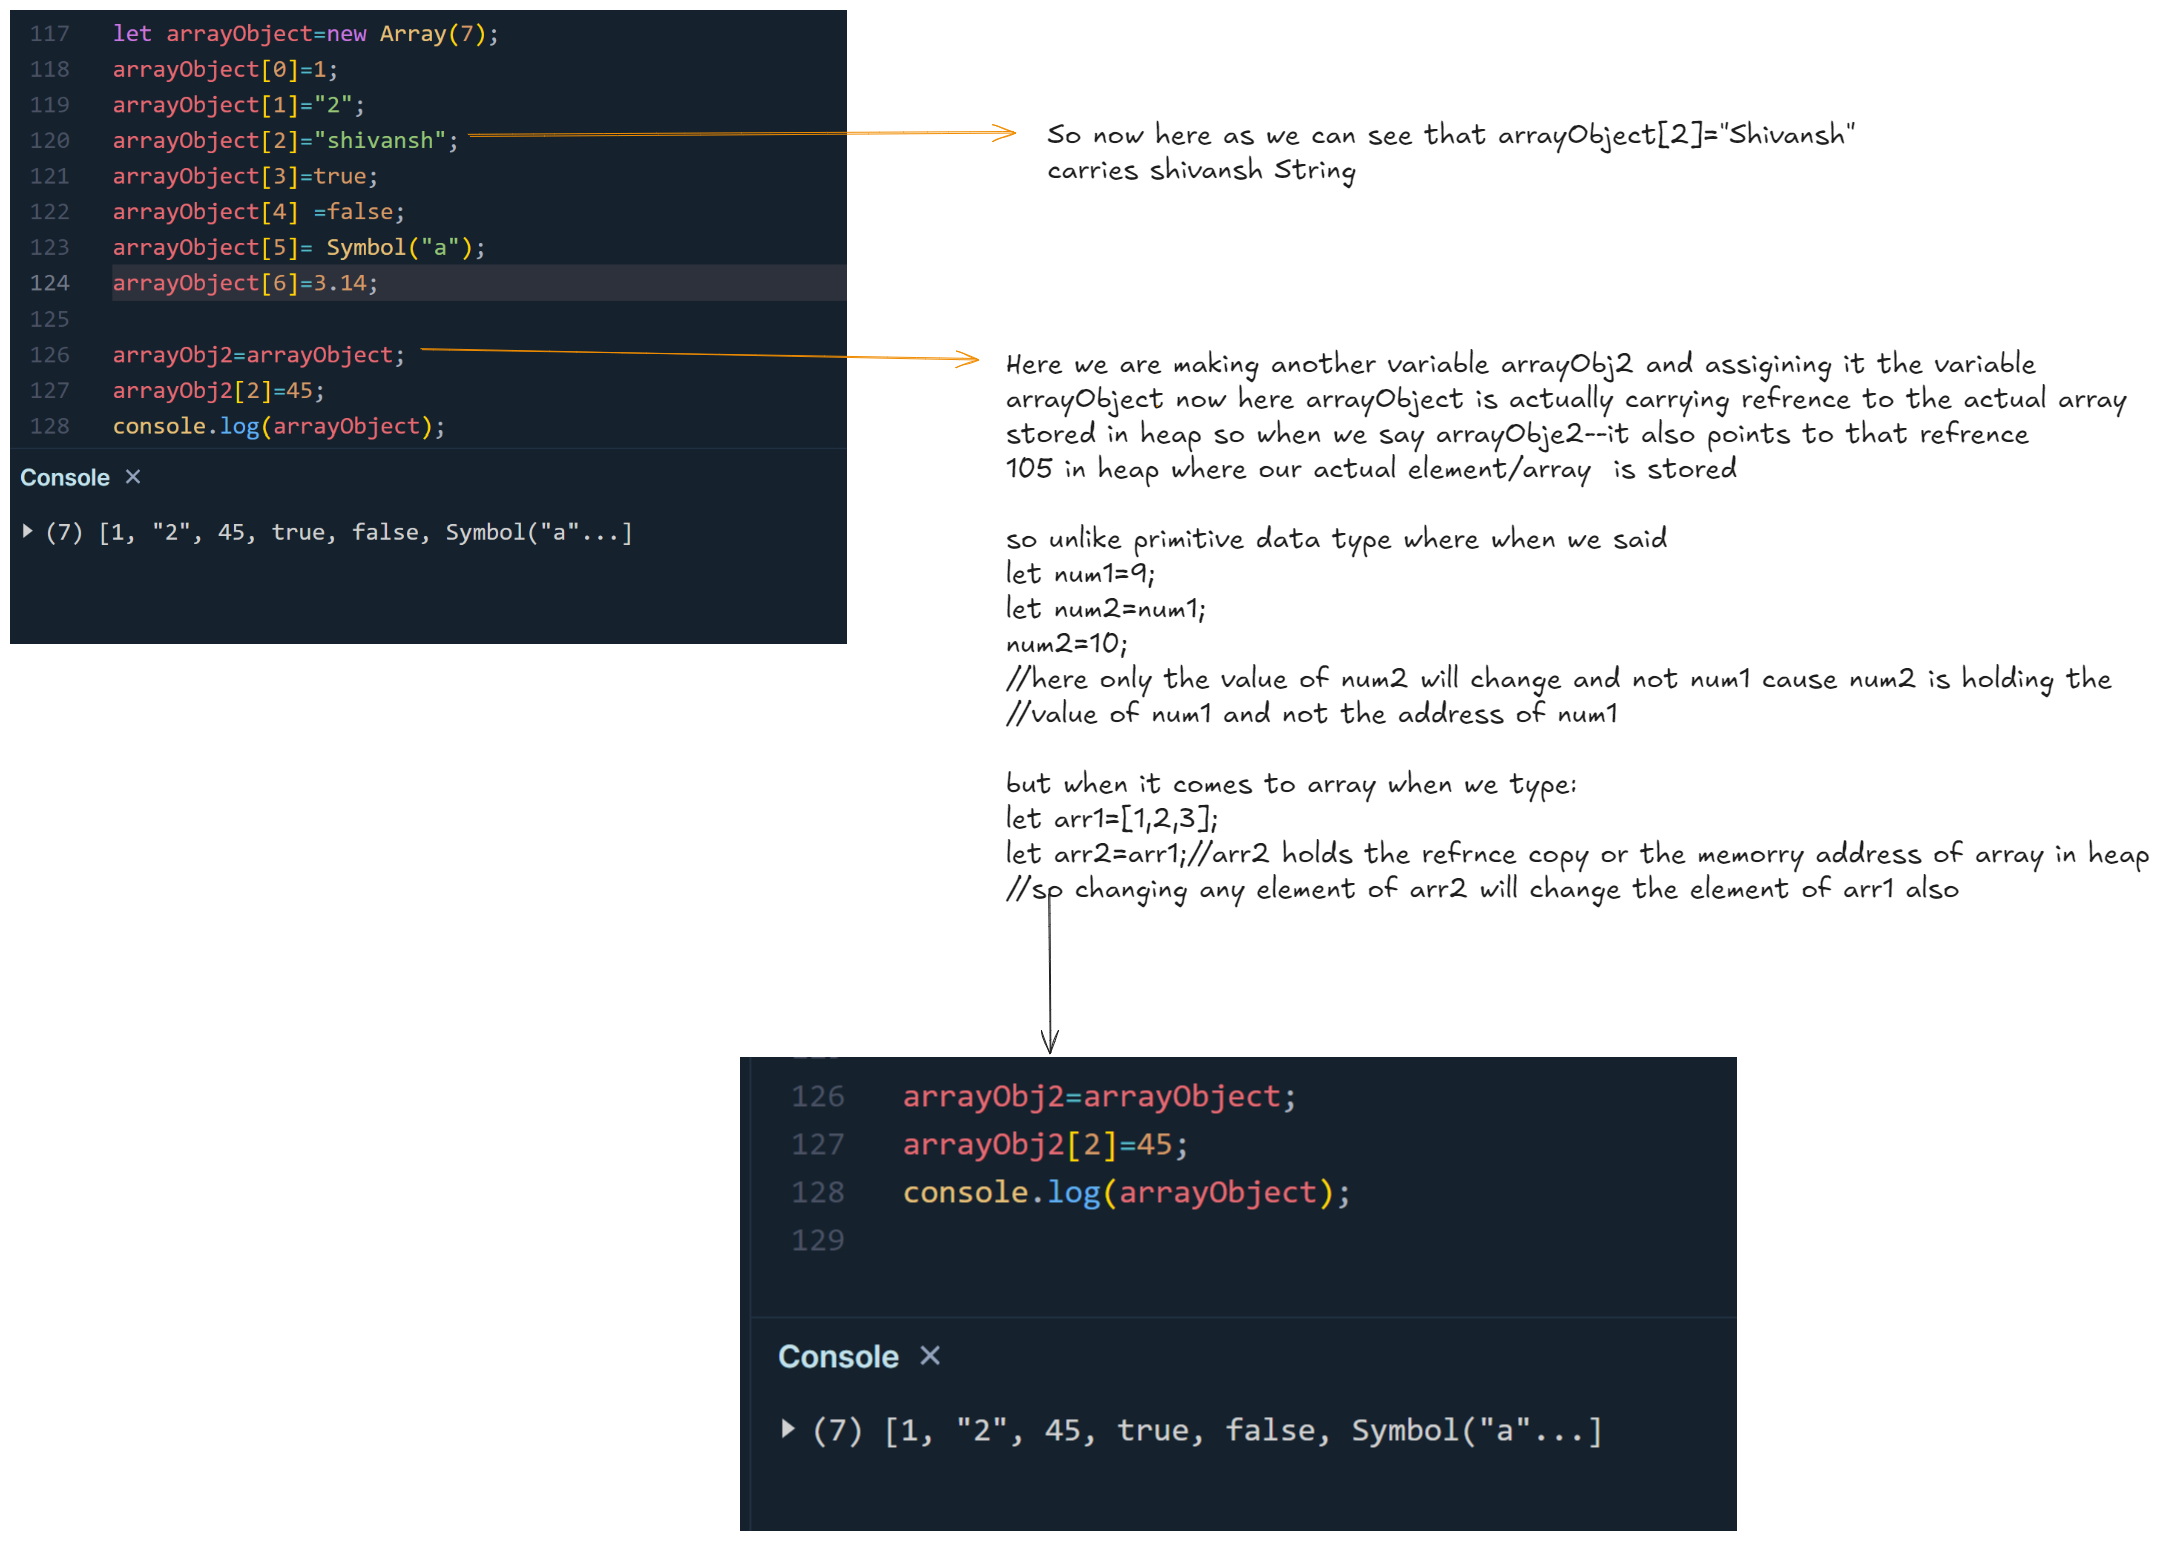 117 let arrayObject=new Array(7);
118 arrayObject[0]=1;
119 arrayObject[1]="2";
120 arrayObject[2]="shivansh";
121 arrayObject[3]=true;
122 arrayObject[4] =false;
123 arrayObject[5]= Symbol("a");
124 arrayObject[6]=3.14;
125
126 arrayObj2=arrayObject;
127 arrayObj2[2]=45;
128 console.log(arrayObject);
Console ×
(7) [1, "2", 45, true, false, Symbol("a"...]
So now here as we can see that arrayObject[2]="Shivansh"
carries shivansh String
Here we are making another variable arrayObj2 and assigining it the variable
arrayObject now here arrayObject is actually carrying refrence to the actual array
stored in heap so when we say arrayObje2--it also points to that refrence
105 in heap where our actual element/array is stored
so unlike primitive data type where when we said
let num1=9;
let num2=num1;
num2=10;
//here only the value of num2 will change and not num1 cause num2 is holding the
//value of num1 and not the address of num1
but when it comes to array when we type:
let arr1=[1,2,3];
let arr2=arr1;//arr2 holds the refrnce copy or the memorry address of array in heap
//so changing any element of arr2 will change the element of arr1 also
126 arrayObj2=arrayObject;
127 arrayObj2[2]=45;
128 console.log(arrayObject);
129
Console ×
(7) [1, "2", 45, true, false, Symbol("a"...]